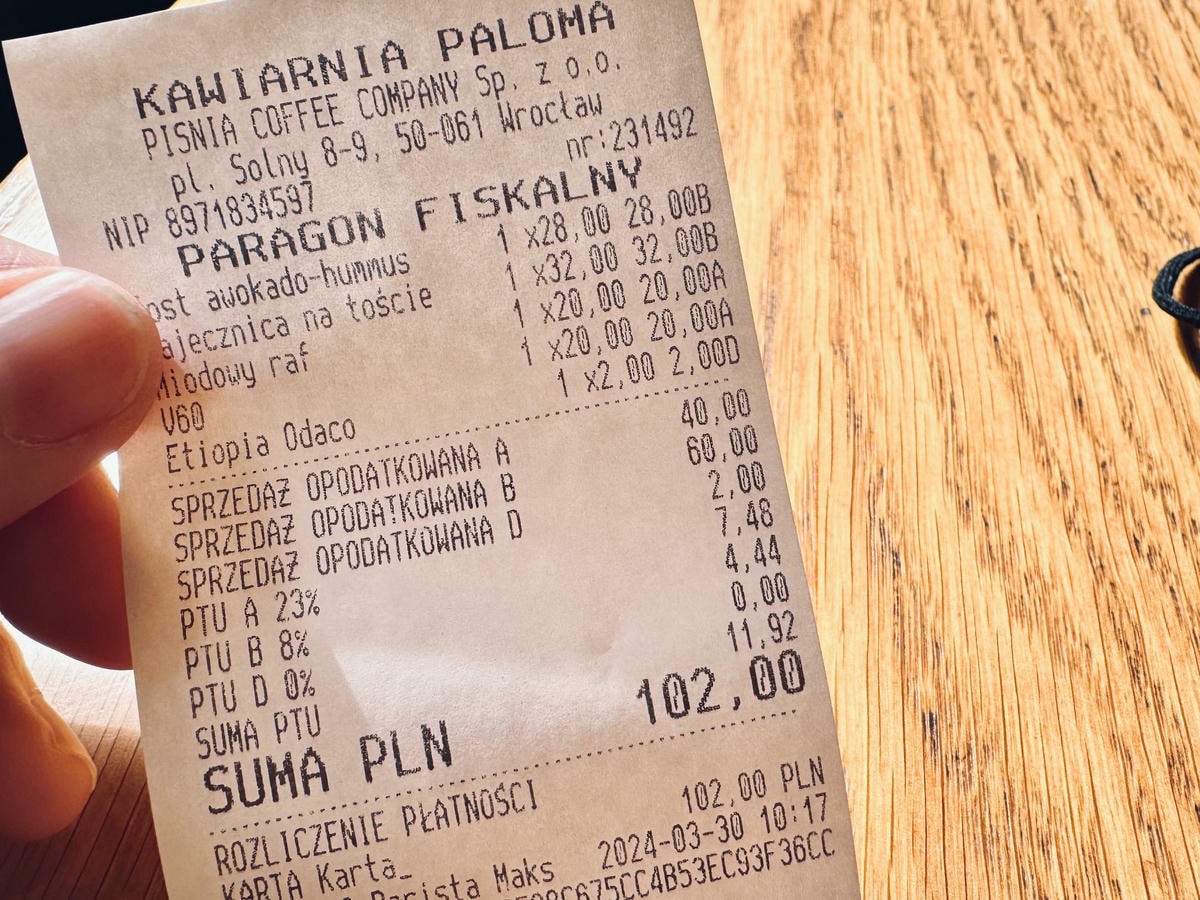 KAWIARNIA PALOMA
PISNIA COFFEE COMPANY Sp. z o.o.
pl. Solny 8-9, 50-061 Wrocław
NIP 8971834597 nr:231492
PARAGON FISKALNY
ost awokado-hummus 1 x28,00 28,00B
ajecznica na toście 1 x32,00 32,00B
Miodowy raf 1 x20,00 20,00A
V60 1 x20,00 20,00A
Etiopia Odaco 1 x2,00 2,00D
SPRZEDAŻ OPODATKOWANA A 40,00
SPRZEDAŻ OPODATKOWANA B 60,00
SPRZEDAŻ OPODATKOWANA D 2,00
PTU A 23% 7,48
PTU B 8% 4,44
PTU D 0% 0,00
SUMA PTU 11,92
SUMA PLN 102,00
ROZLICZENIE PŁATNOŚCI
KARTA Karta_ 102,00 PLN
Barista Maks 2024-03-30 10:17